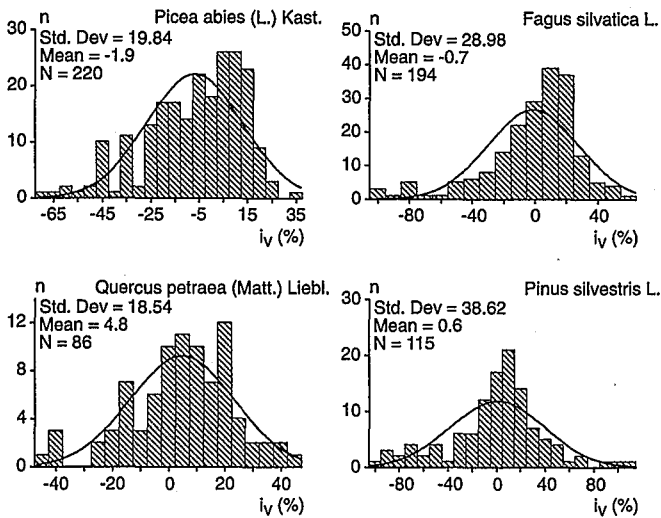 n
Picea abies (L.) Kast.
Std. Dev = 19.84
Mean = -1.9
N = 220
30
20
10
0
-65 -45 -25 -5 15 35
iv (%)
n
Fagus silvatica L.
Std. Dev = 28.98
Mean = -0.7
N = 194
50
40
30
20
10
0
-80 -40 0 40
iv (%)
n
Quercus petraea (Matt.) Liebl.
Std. Dev = 18.54
Mean = 4.8
N = 86
12
8
4
0
-40 -20 0 20 40
iv (%)
n
Pinus silvestris L.
Std. Dev = 38.62
Mean = 0.6
N = 115
30
20
10
0
-80 -40 0 40 80
iv (%)